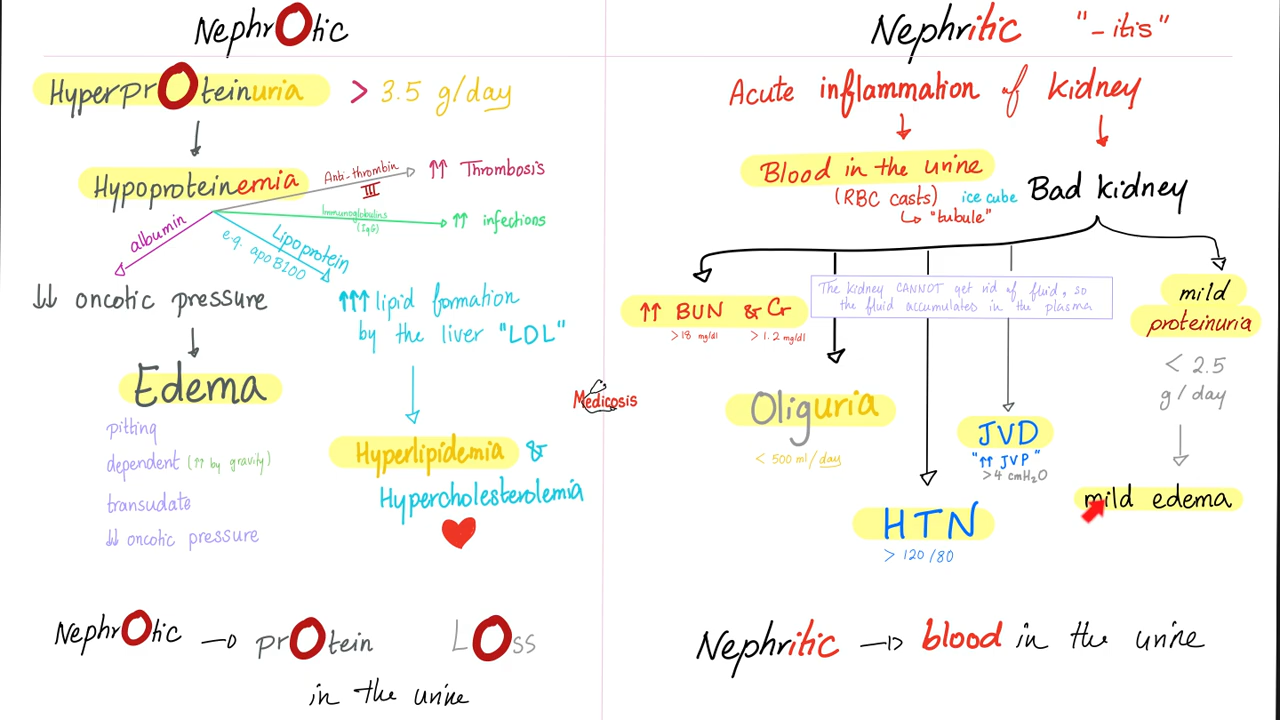 NephrOtic
HyperprOteinuria > 3.5 g/day
Hypoproteinemia
Anti-thrombin
III
↑↑ Thrombosis
Immunoglobulins
(IgG)
↑↑ infections
albumin
Lipoprotein
e.g. apo B100
↓↓ oncotic pressure
↑↑↑ lipid formation
by the liver "LDL"
Edema
pitting
dependent (↑↑ by gravity)
transudate
↓↓ oncotic pressure
Hyperlipidemia &
Hypercholesterolemia
NephrOtic → prOtein LOss
in the urine
Medicosis
Nephritic "-itis"
Acute inflammation of kidney
Blood in the urine
(RBC casts) ice cube
↳ "tubule"
Bad kidney
↑↑ BUN & Cr
>18 mg/dl >1.2 mg/dl
The kidney CANNOT get rid of fluid, so
the fluid accumulates in the plasma
mild
proteinuria
< 2.5
g/day
Oliguria
< 500 ml/day
JVD
"↑↑ JVP"
>4 cmH2O
mild edema
HTN
> 120/80
Nephritic → blood in the urine